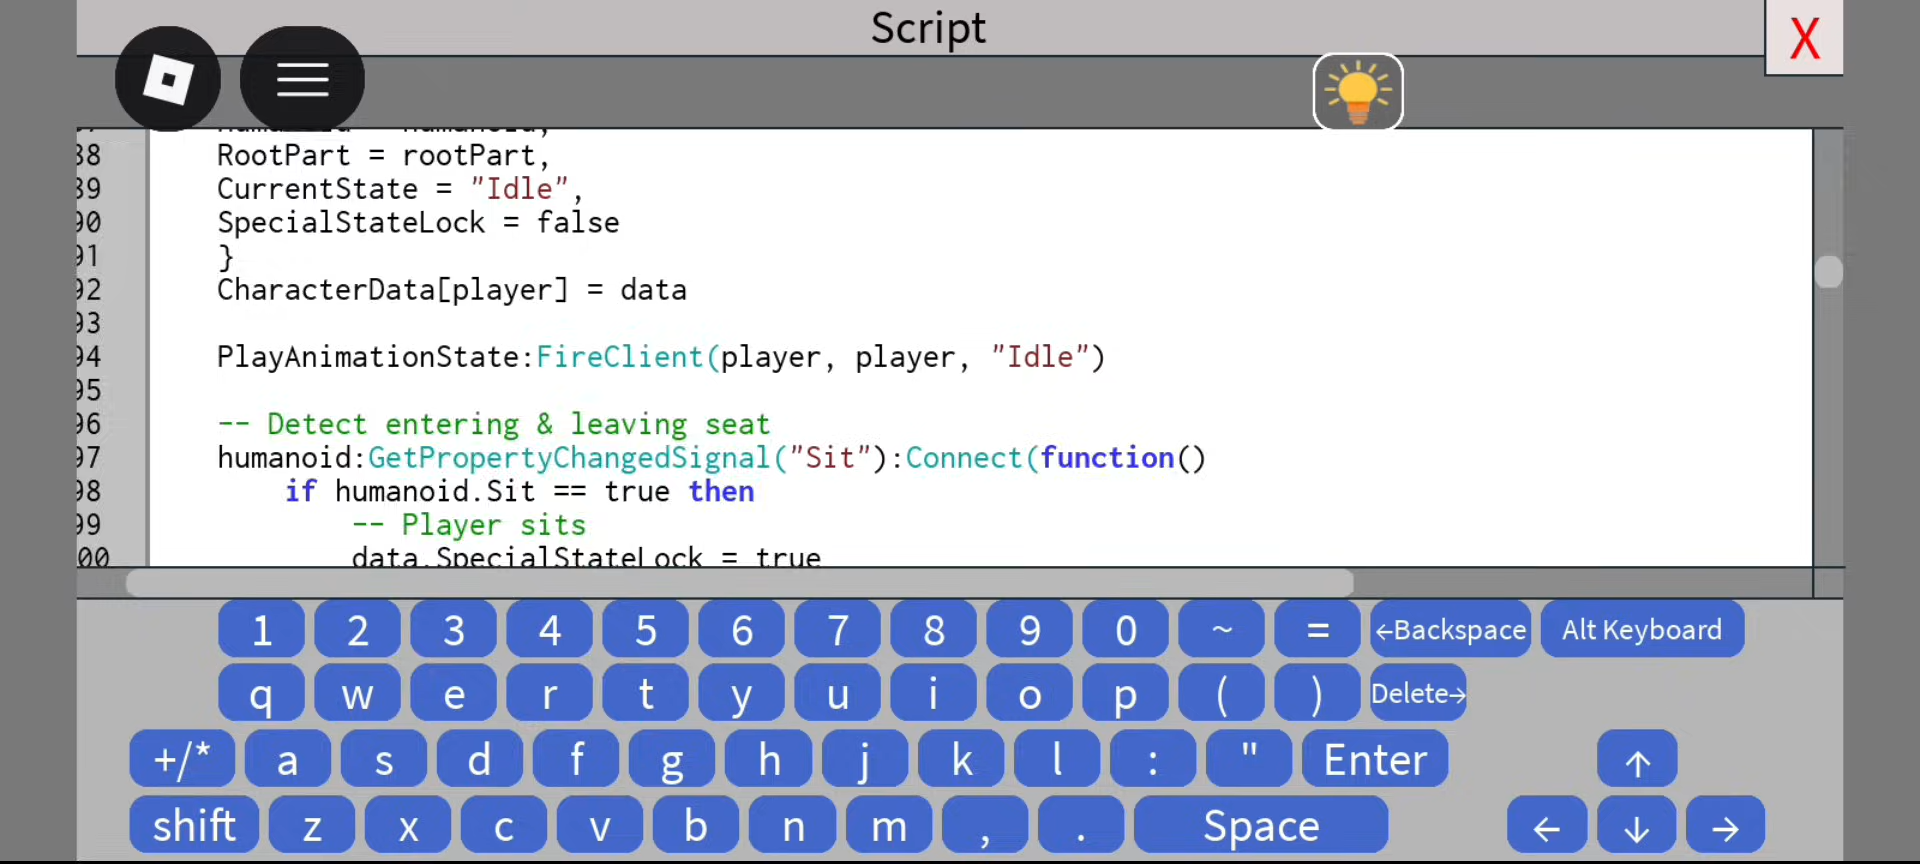 Script
X
88 RootPart = rootPart,
89 CurrentState = "Idle",
90 SpecialStateLock = false
91 }
92 CharacterData[player] = data
93
94 PlayAnimationState:FireClient(player, player, "Idle")
95
96 -- Detect entering & leaving seat
97 humanoid:GetPropertyChangedSignal("Sit"):Connect(function()
98 if humanoid.Sit == true then
99 -- Player sits
00 data.SpecialStateLock = true
1 2 3 4 5 6 7 8 9 0 ~ = ←Backspace Alt Keyboard
q w e r t y u i o p ( ) Delete→
+/* a s d f g h j k l : " Enter ↑
shift z x c v b n m , . Space ← ↓ →